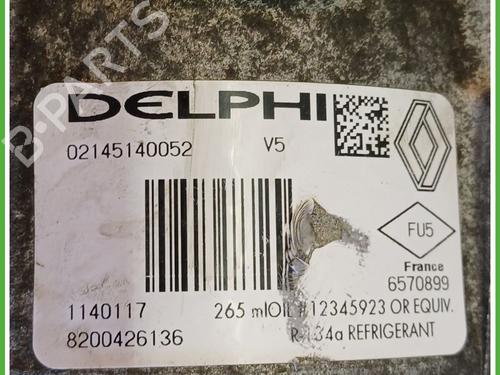 B-PARTS
DELPHI
02145140052 V5
FU5
France
6570899
1140117 265 mlOIL #12345923 OR EQUIV.
8200426136 R-134a REFRIGERANT